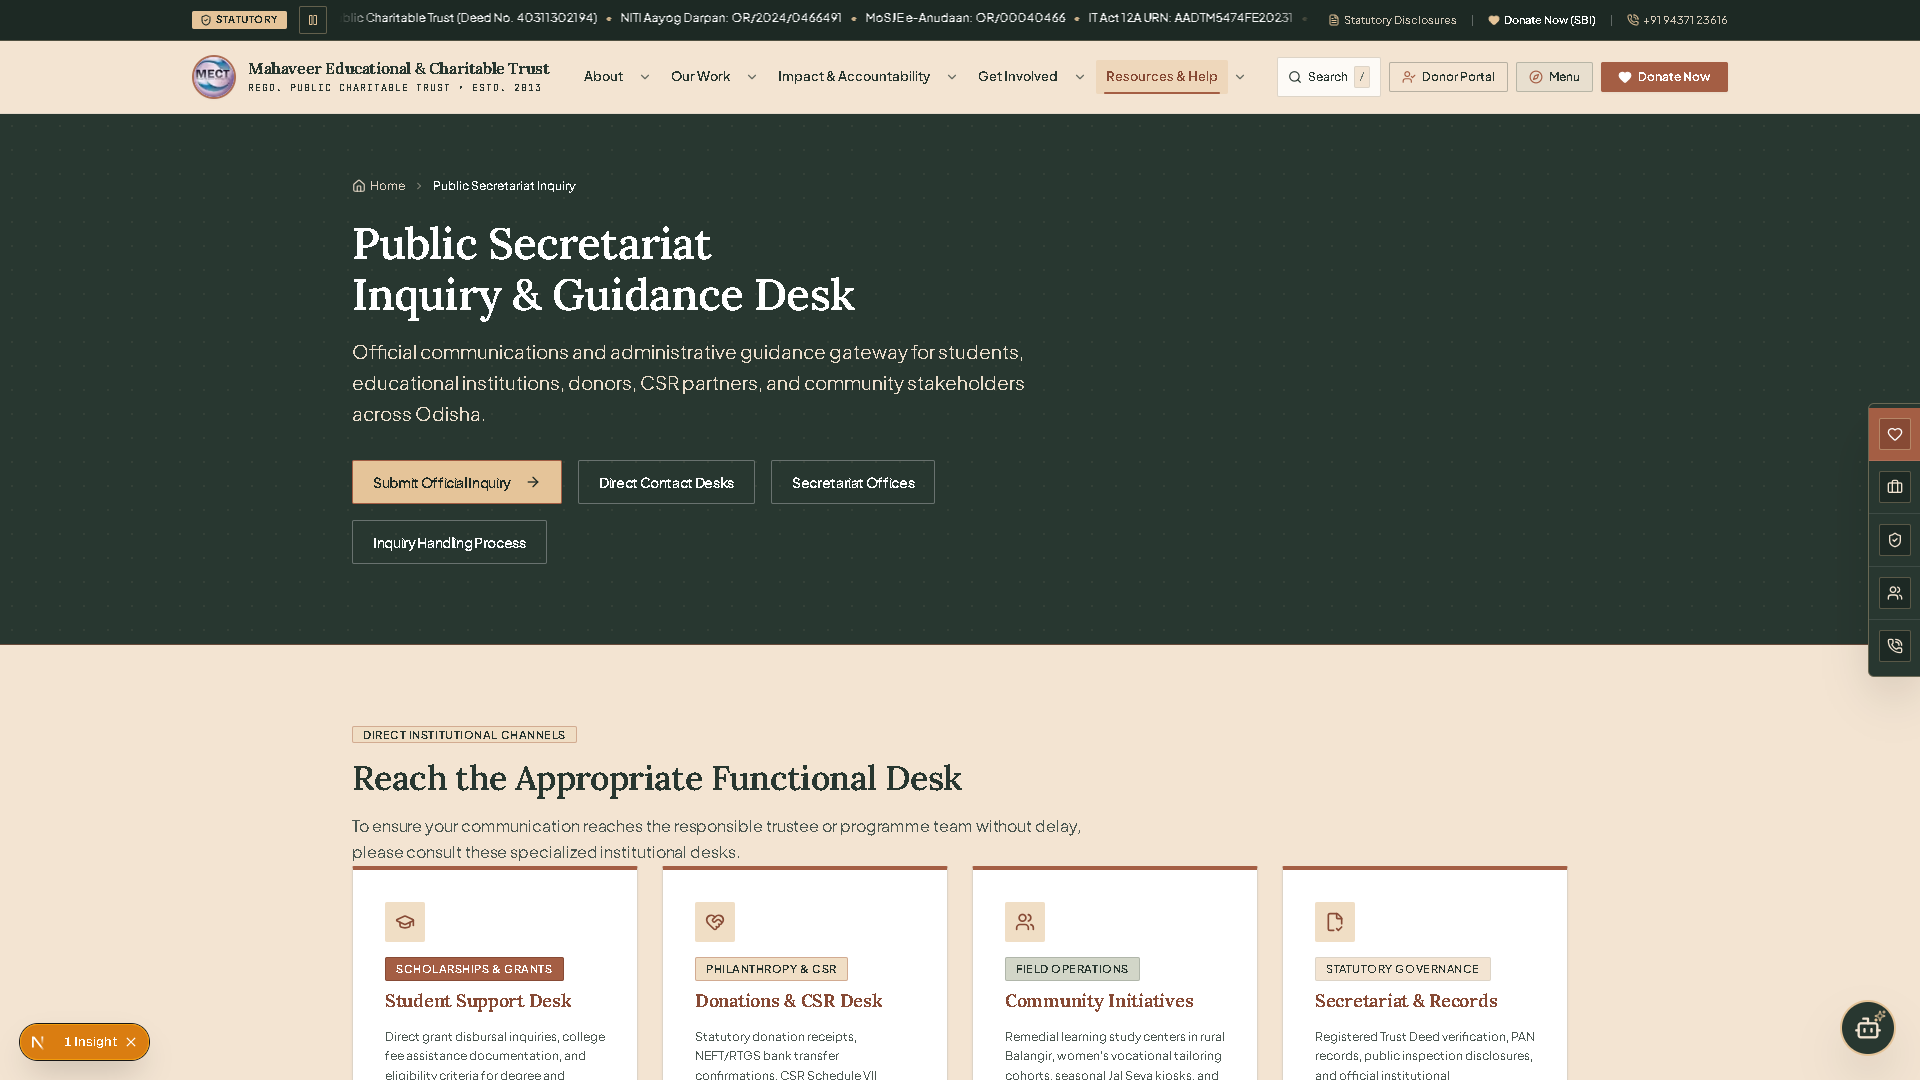 STATUTORY
blic Charitable Trust (Deed No. 40311302194) • NITI Aayog Darpan: OR/2024/0466491 • MoSJE e-Anudaan: OR/00040466 • IT Act 12A URN: AADTM5474FE20231
Statutory Disclosures
Donate Now (SBI)
+91 94371 23616
MECT
Mahaveer Educational & Charitable Trust
REGD. PUBLIC CHARITABLE TRUST • ESTD. 2013
About
Our Work
Impact & Accountability
Get Involved
Resources & Help
Search /
Donor Portal
Menu
Donate Now
Home > Public Secretariat Inquiry
Public Secretariat
Inquiry & Guidance Desk
Official communications and administrative guidance gateway for students,
educational institutions, donors, CSR partners, and community stakeholders
across Odisha.
Submit Official Inquiry
Direct Contact Desks
Secretariat Offices
Inquiry Handling Process
DIRECT INSTITUTIONAL CHANNELS
Reach the Appropriate Functional Desk
To ensure your communication reaches the responsible trustee or programme team without delay,
please consult these specialized institutional desks.
SCHOLARSHIPS & GRANTS
Student Support Desk
Direct grant disbursal inquiries, college
fee assistance documentation, and
eligibility criteria for degree and
PHILANTHROPY & CSR
Donations & CSR Desk
Statutory donation receipts,
NEFT/RTGS bank transfer
confirmations, CSR Schedule VII
FIELD OPERATIONS
Community Initiatives
Remedial learning study centers in rural
Balangir, women's vocational tailoring
cohorts, seasonal Jal Seva kiosks, and
STATUTORY GOVERNANCE
Secretariat & Records
Registered Trust Deed verification, PAN
records, public inspection disclosures,
and official institutional
N 1 Insight